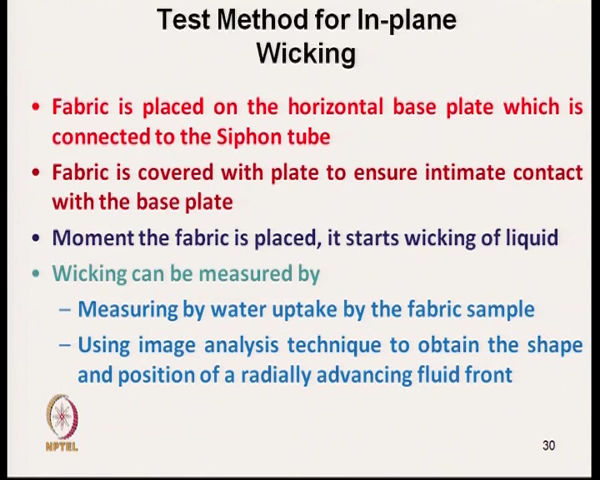 Test Method for In-plane
Wicking
• Fabric is placed on the horizontal base plate which is
connected to the Siphon tube
• Fabric is covered with plate to ensure intimate contact
with the base plate
• Moment the fabric is placed, it starts wicking of liquid
• Wicking can be measured by
– Measuring by water uptake by the fabric sample
– Using image analysis technique to obtain the shape
and position of a radially advancing fluid front
NPTEL
30